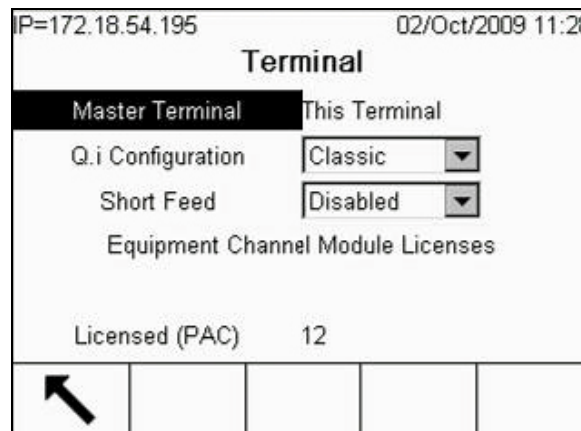 IP=172.18.54.195 02/Oct/2009 11:28
Terminal
Master Terminal This Terminal
Q.i Configuration Classic
Short Feed Disabled
Equipment Channel Module Licenses
Licensed (PAC) 12